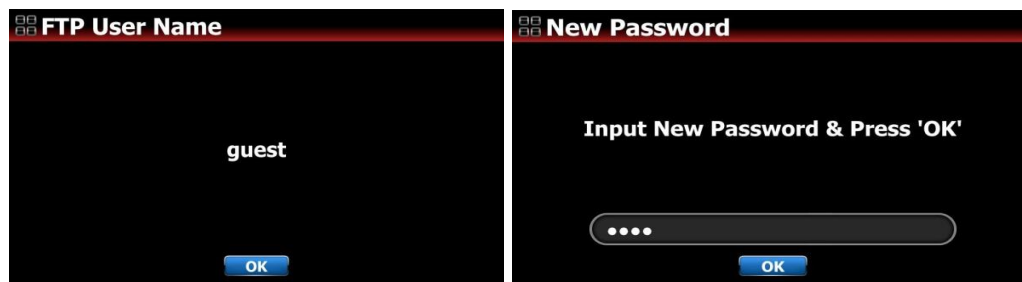 FTP User Name
guest
OK
New Password
Input New Password & Press 'OK'
••••
OK